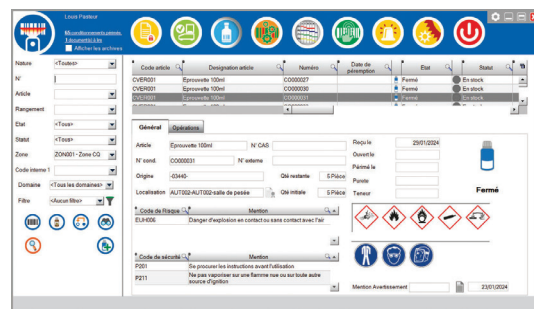 Louis Pasteur
Afficher les archives
Nature <Toutes>
N°
Article
Rangement
Etat <Tous>
Statut <Tous>
Zone ZON001 - Zone CQ
Code interne 1
Domaine <Tous les domaines>
Filtre <Aucun filtre>
Code article Designation article Numéro Date de péremption Etat Statut
CVER001 Eprouvette 100ml CO000027 Fermé En stock
CVER001 Eprouvette 100ml CO000030 Fermé En stock
CVER001 Eprouvette 100ml CO000031 Fermé En stock
Général Opérations
Article Eprouvette 100ml N° CAS
N° cond. CO000031 N° externe
Origine -03440- Qté restante 5 Pièce
Localisation AUT002-AUT002-salle de pesée Qté initiale 5 Pièce
Reçu le 29/01/2024
Ouvert le
Périmé le
Purete
Teneur
Fermé
Code de Risque Mention
EUH006 Danger d'explosion en contact ou sans contact avec l'air
Code de sécurité Mention
P201 Se procurer les instructions avant l'utilisation
P211 Ne pas vaporiser sur une flamme nue ou sur toute autre
source d'ignition
Mention Avertissement 23/01/2024